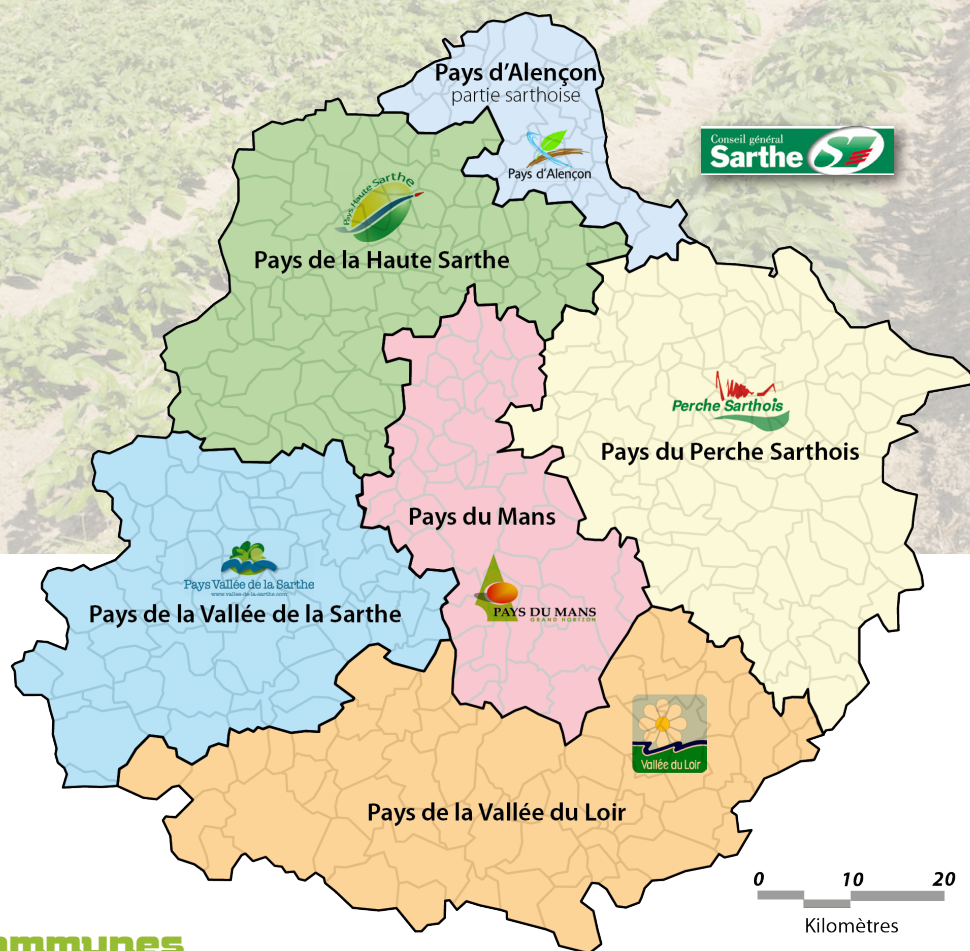 Pays d'Alençon
partie sarthoise
Pays d'Alençon
Conseil général
Sarthe
Pays Haute Sarthe
Pays de la Haute Sarthe
Perche Sarthois
Pays du Perche Sarthois
Pays du Mans
Pays Vallée de la Sarthe
www.vallee-de-la-sarthe.com
Pays de la Vallée de la Sarthe
PAYS DU MANS
GRAND HORIZON
Vallée du Loir
Pays de la Vallée du Loir
0 10 20
Kilomètres
ommunes